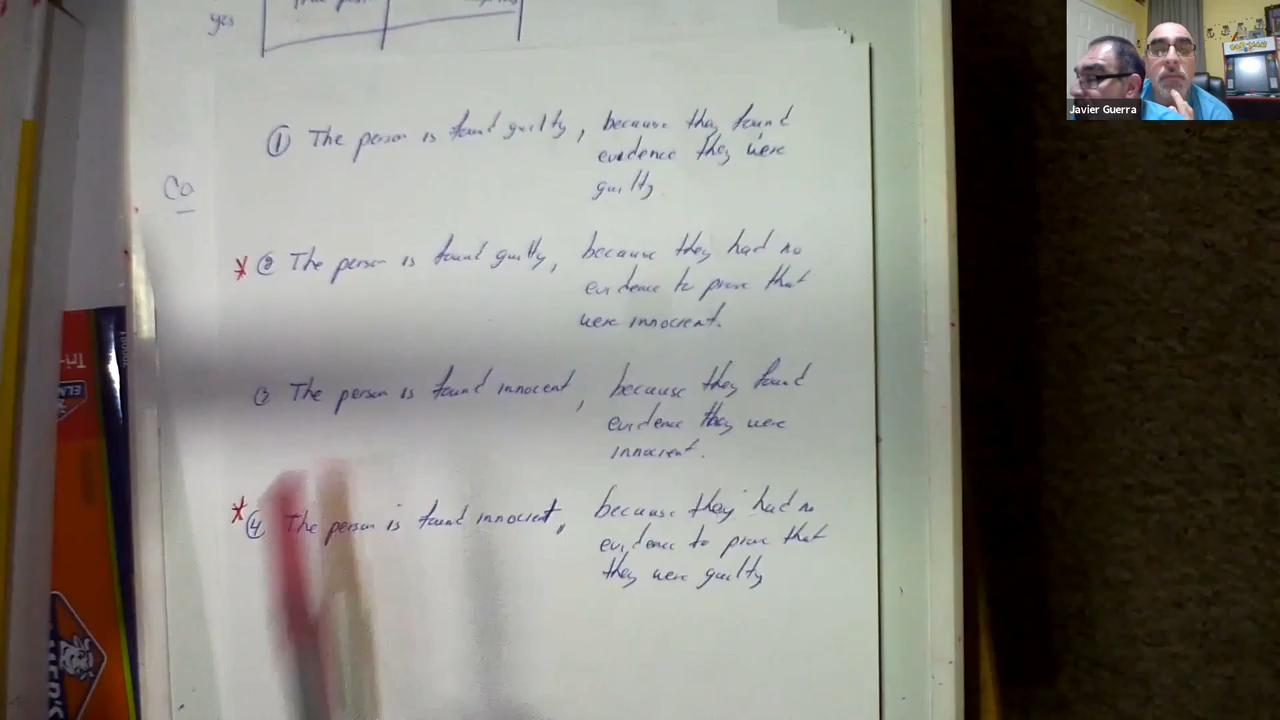 yes
① The person is found guilty, because they found
evidence they were
guilty.
Co
* ② The person is found guilty, because they had no
evidence to prove that
were innocent.
③ The person is found innocent, because they found
evidence they were
innocent.
* ④ The person is found innocent, because they had no
evidence to prove that
they were guilty
Javier Guerra